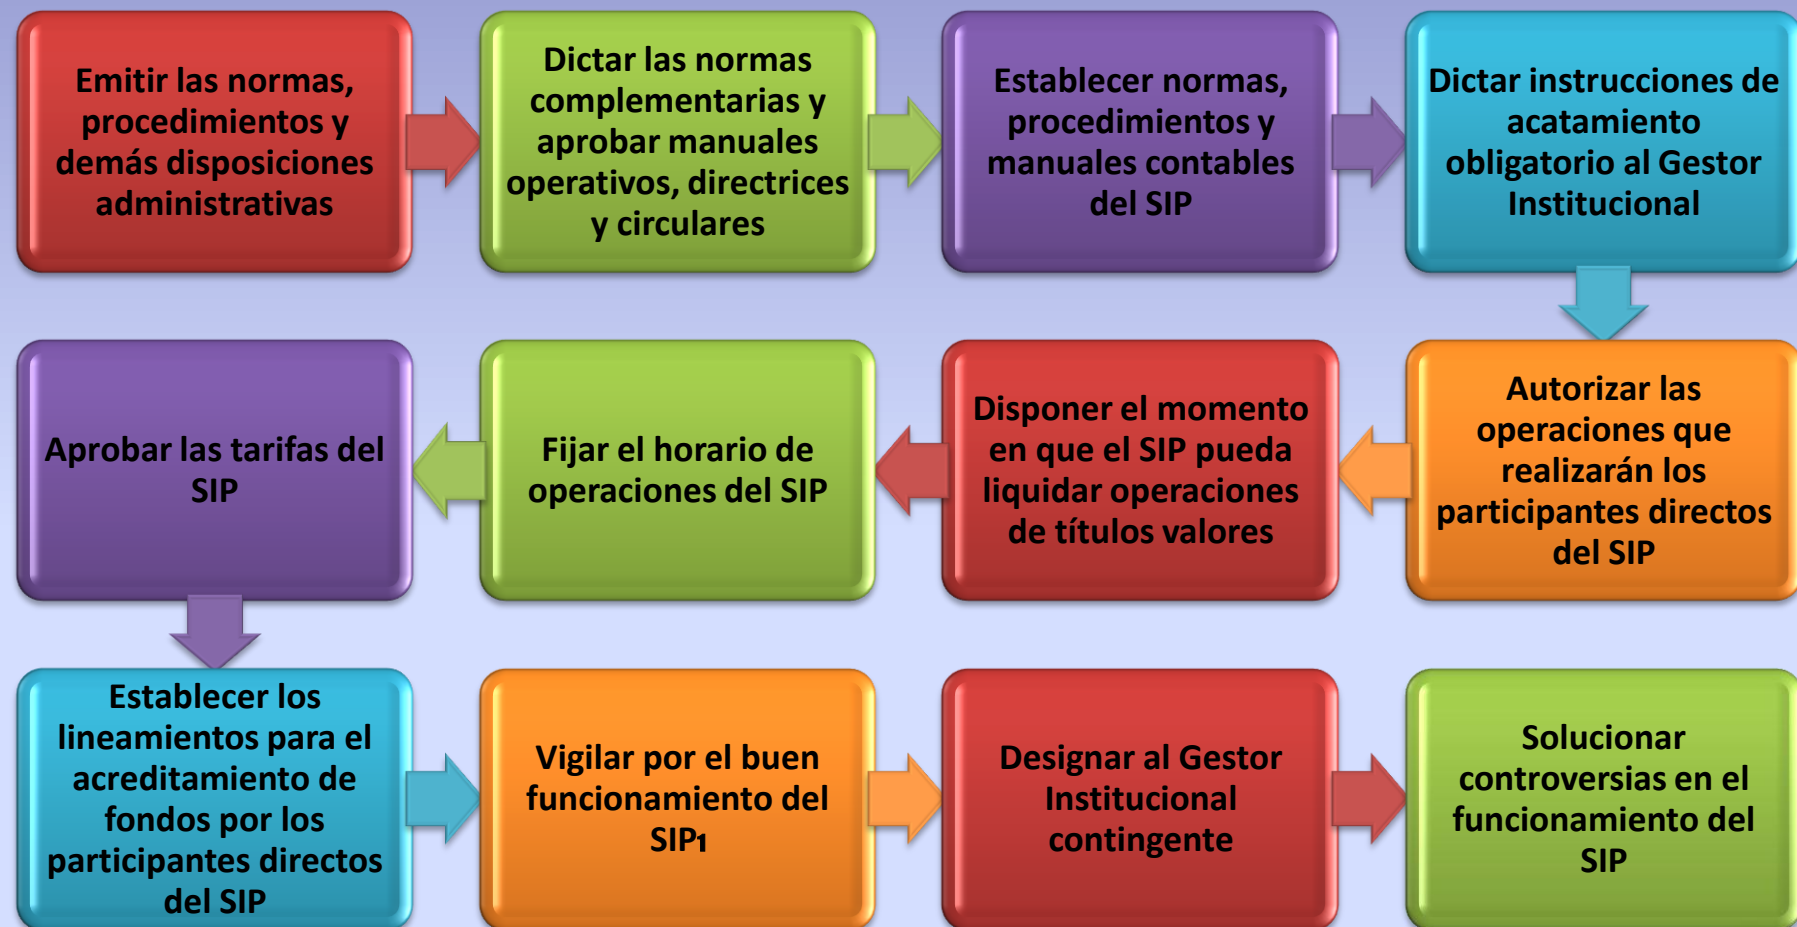 Emitir las normas,
procedimientos y
demás disposiciones
administrativas
Dictar las normas
complementarias y
aprobar manuales
operativos, directrices
y circulares
Establecer normas,
procedimientos y
manuales contables
del SIP
Dictar instrucciones de
acatamiento
obligatorio al Gestor
Institucional
Autorizar las
operaciones que
realizarán los
participantes directos
del SIP
Disponer el momento
en que el SIP pueda
liquidar operaciones
de títulos valores
Fijar el horario de
operaciones del SIP
Aprobar las tarifas del
SIP
Establecer los
lineamientos para el
acreditamiento de
fondos por los
participantes directos
del SIP
Vigilar por el buen
funcionamiento del
SIP1
Designar al Gestor
Institucional
contingente
Solucionar
controversias en el
funcionamiento del
SIP